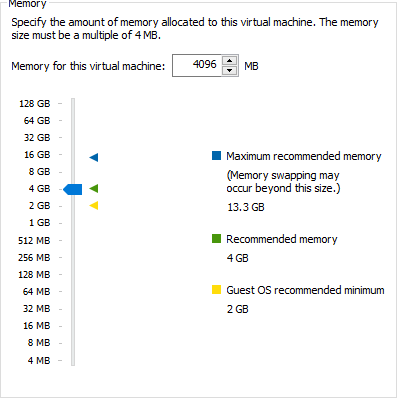 Memory
Specify the amount of memory allocated to this virtual machine. The memory
size must be a multiple of 4 MB.
Memory for this virtual machine: 4096 MB
128 GB
64 GB
32 GB
16 GB
8 GB
4 GB
2 GB
1 GB
512 MB
256 MB
128 MB
64 MB
32 MB
16 MB
8 MB
4 MB
Maximum recommended memory
(Memory swapping may
occur beyond this size.)
13.3 GB
Recommended memory
4 GB
Guest OS recommended minimum
2 GB